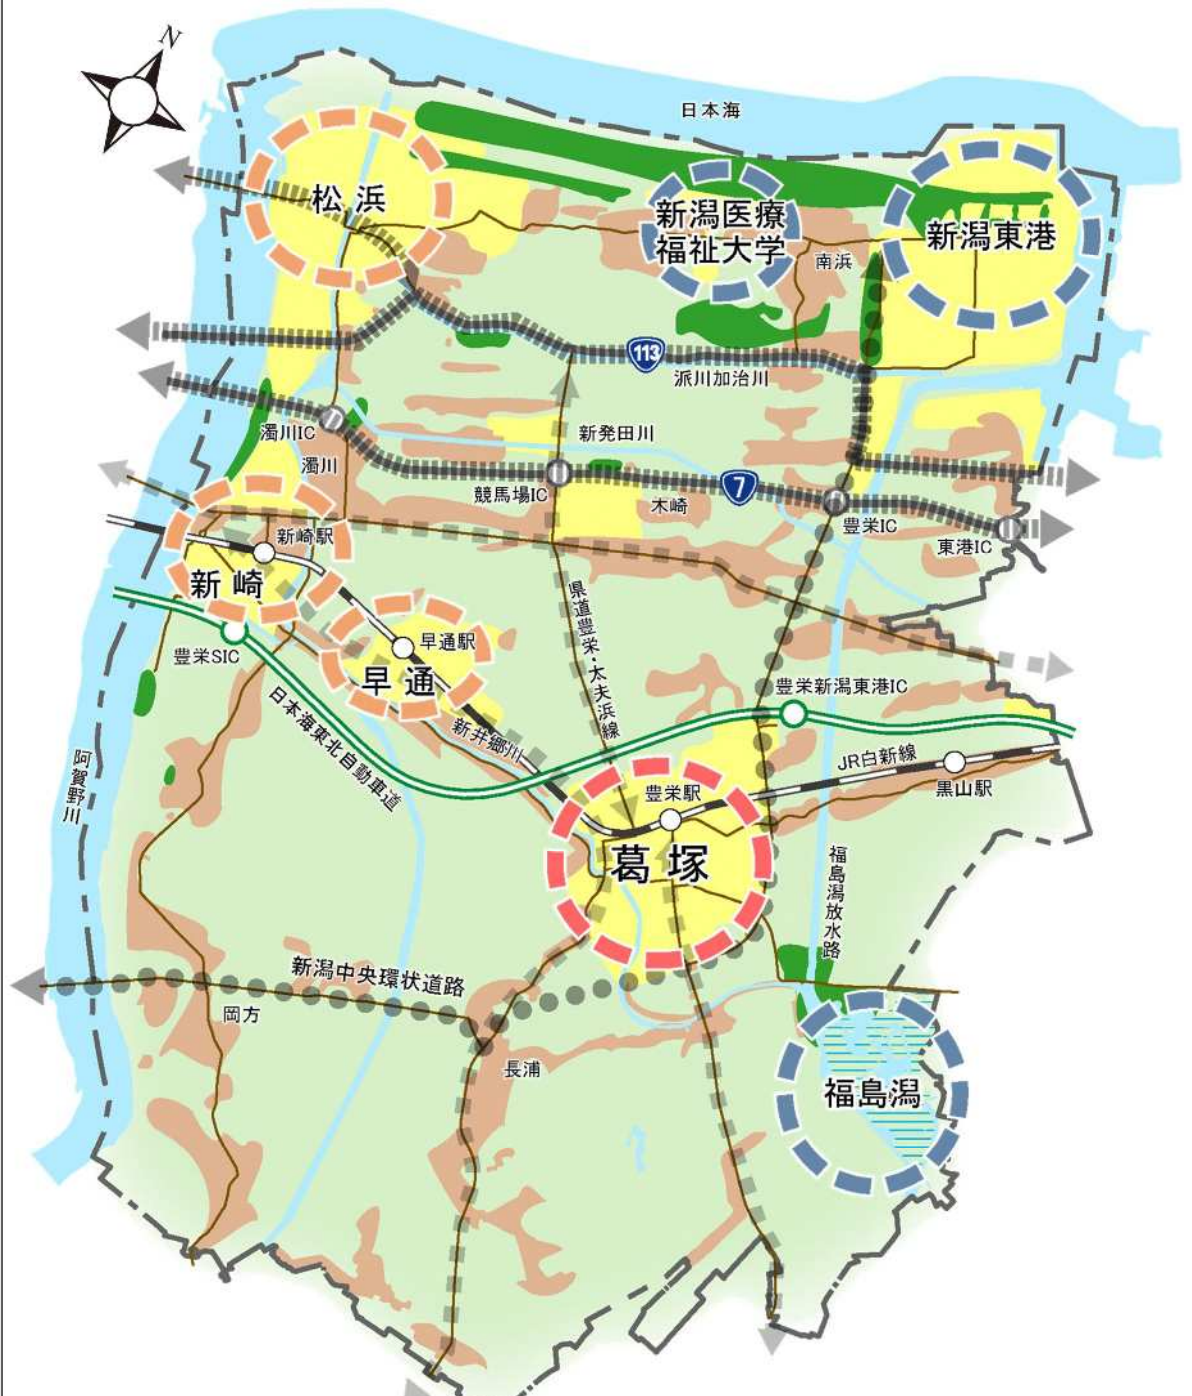 N
日本海
松浜
新潟医療
福祉大学
新潟東港
南浜
113
派川加治川
濁川IC
濁川
新発田川
競馬場IC
木崎
7
豊栄IC
東港IC
新崎駅
新崎
早通駅
早通
豊栄SIC
県道豊栄・太夫浜線
豊栄新潟東港IC
日本海東北自動車道
新井郷川
JR白新線
黒山駅
阿賀野川
豊栄駅
葛塚
福島潟放水路
新潟中央環状道路
岡方
長浦
福島潟